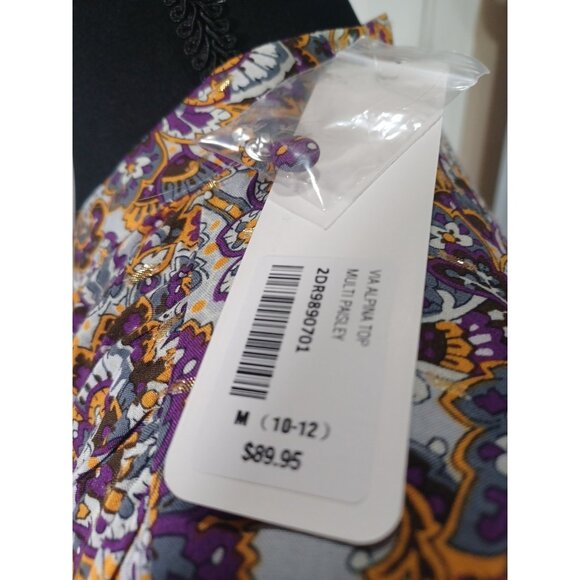 VIA ALPINA TOP
MULTI PAISLEY
2DR9890701
M (10-12)
$89.95